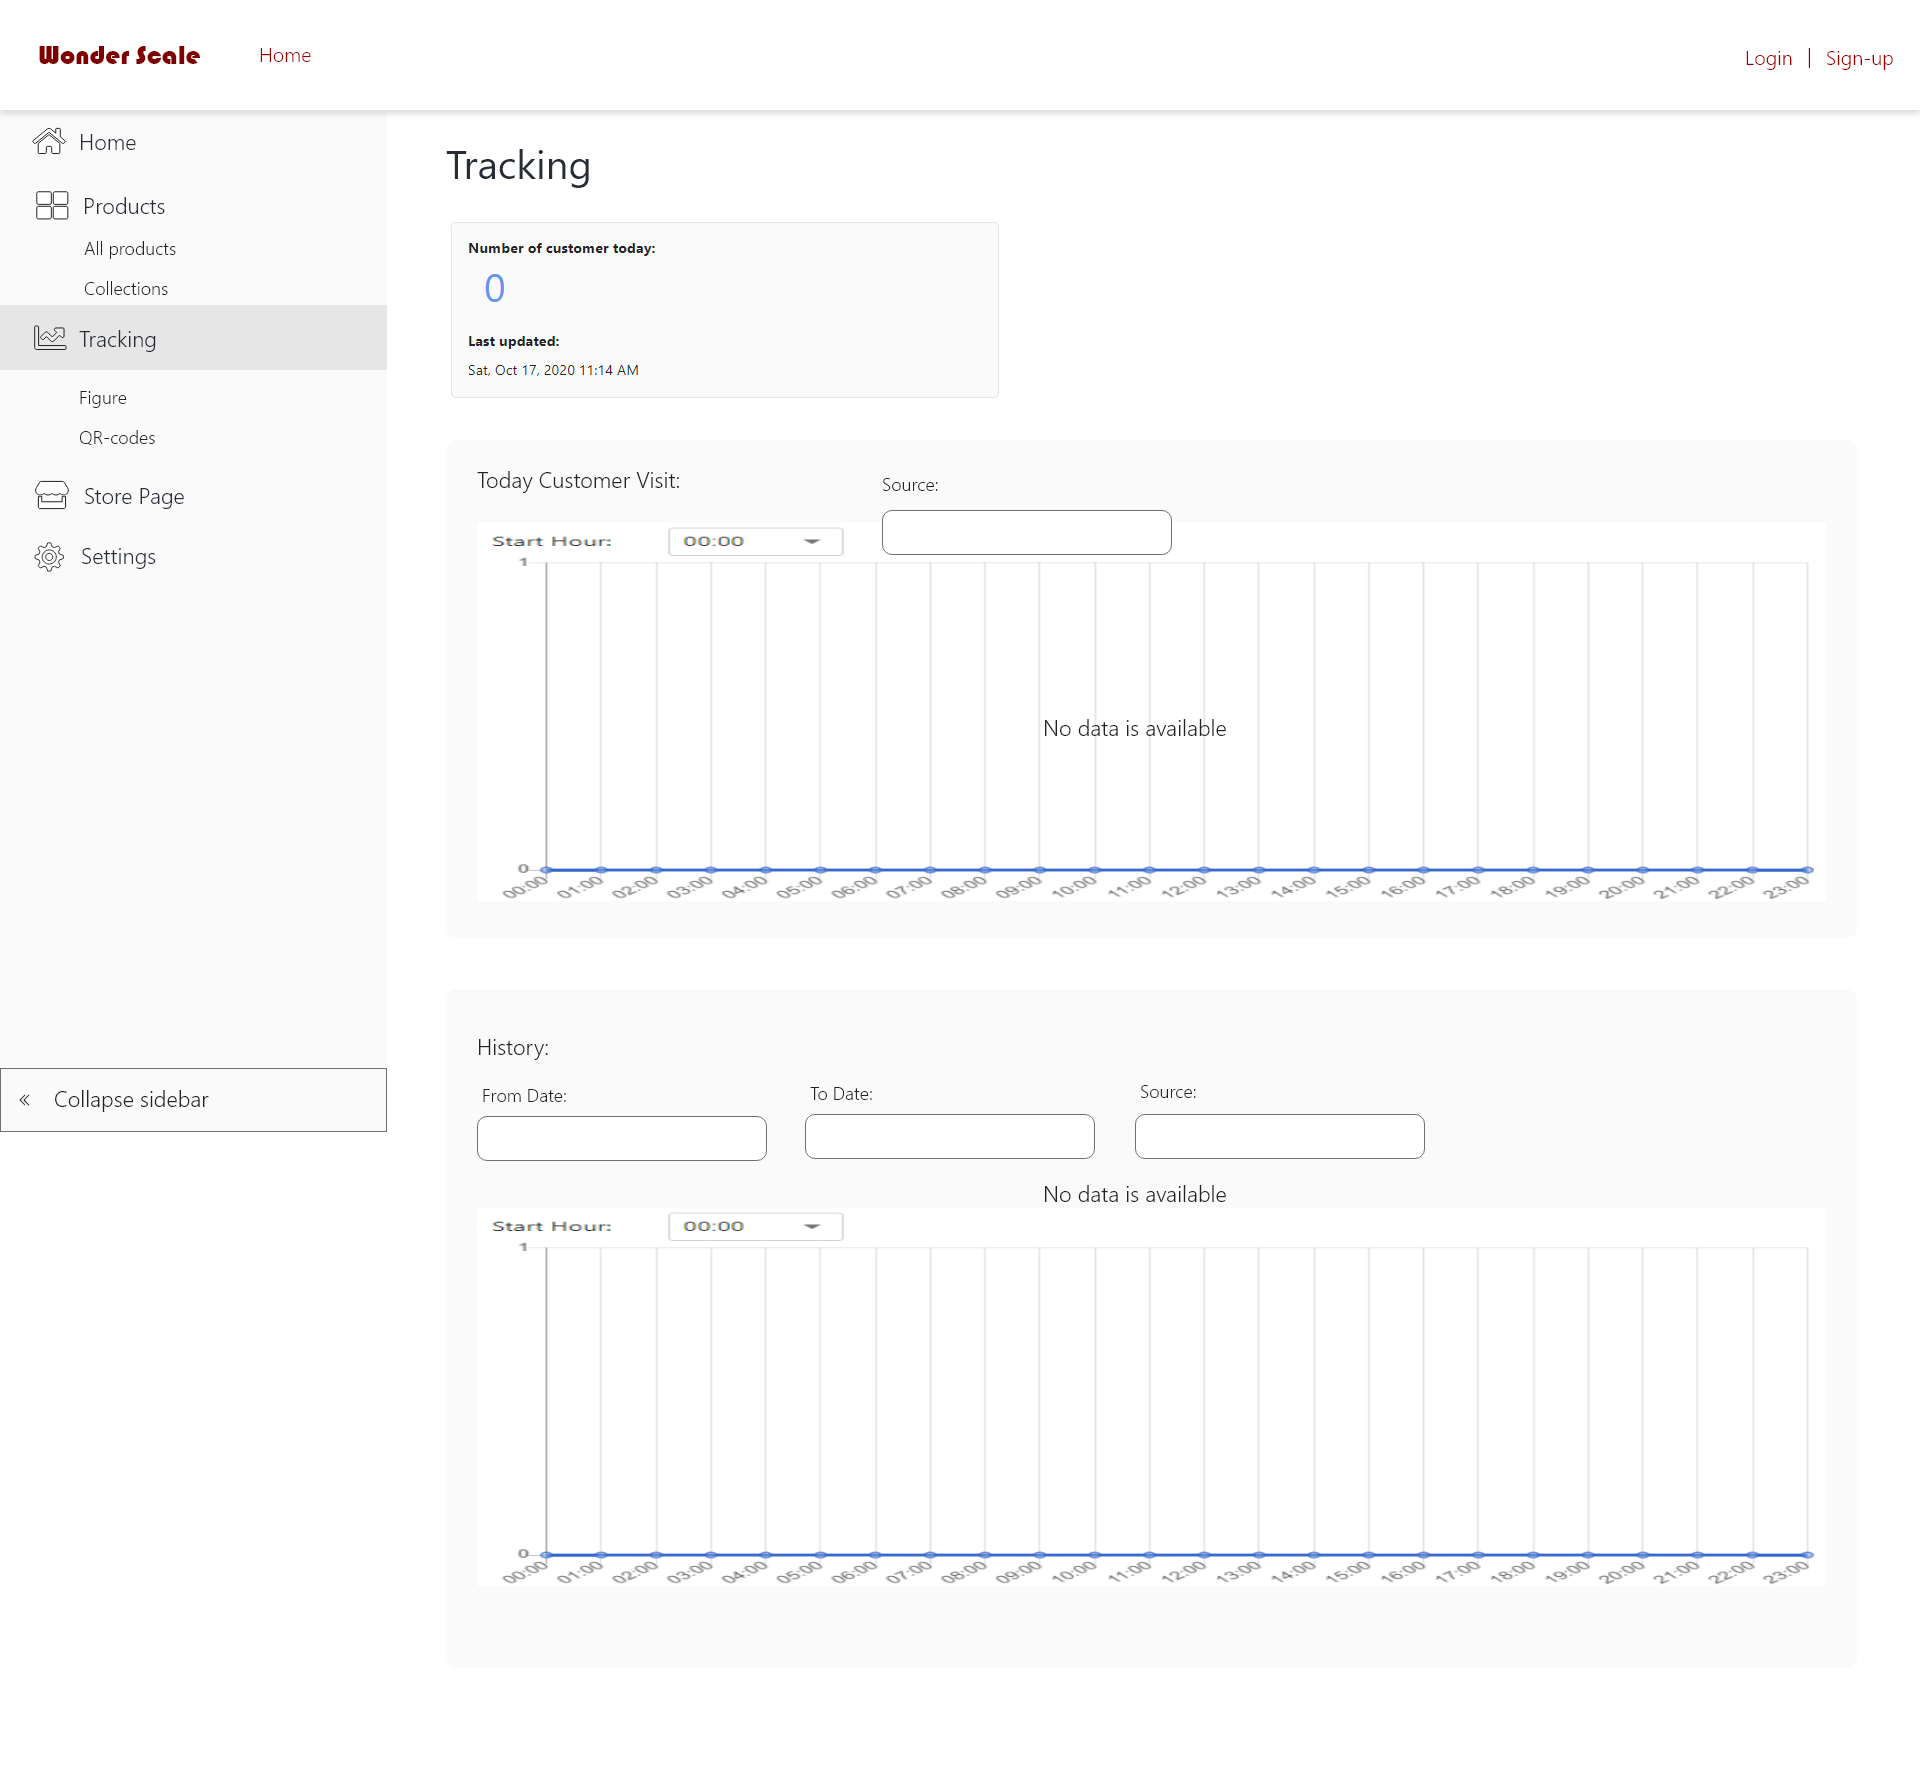 Wonder Scale
Home
Login | Sign-up
Home
Products
All products
Collections
Tracking
Figure
QR-codes
Store Page
Settings
« Collapse sidebar
Tracking
Number of customer today:
0
Last updated:
Sat, Oct 17, 2020 11:14 AM
Today Customer Visit:
Source:
Start Hour: 00:00
1
No data is available
0
00:00 01:00 02:00 03:00 04:00 05:00 06:00 07:00 08:00 09:00 10:00 11:00 12:00 13:00 14:00 15:00 16:00 17:00 18:00 19:00 20:00 21:00 22:00 23:00
History:
From Date: To Date: Source:
No data is available
Start Hour: 00:00
1
0
00:00 01:00 02:00 03:00 04:00 05:00 06:00 07:00 08:00 09:00 10:00 11:00 12:00 13:00 14:00 15:00 16:00 17:00 18:00 19:00 20:00 21:00 22:00 23:00